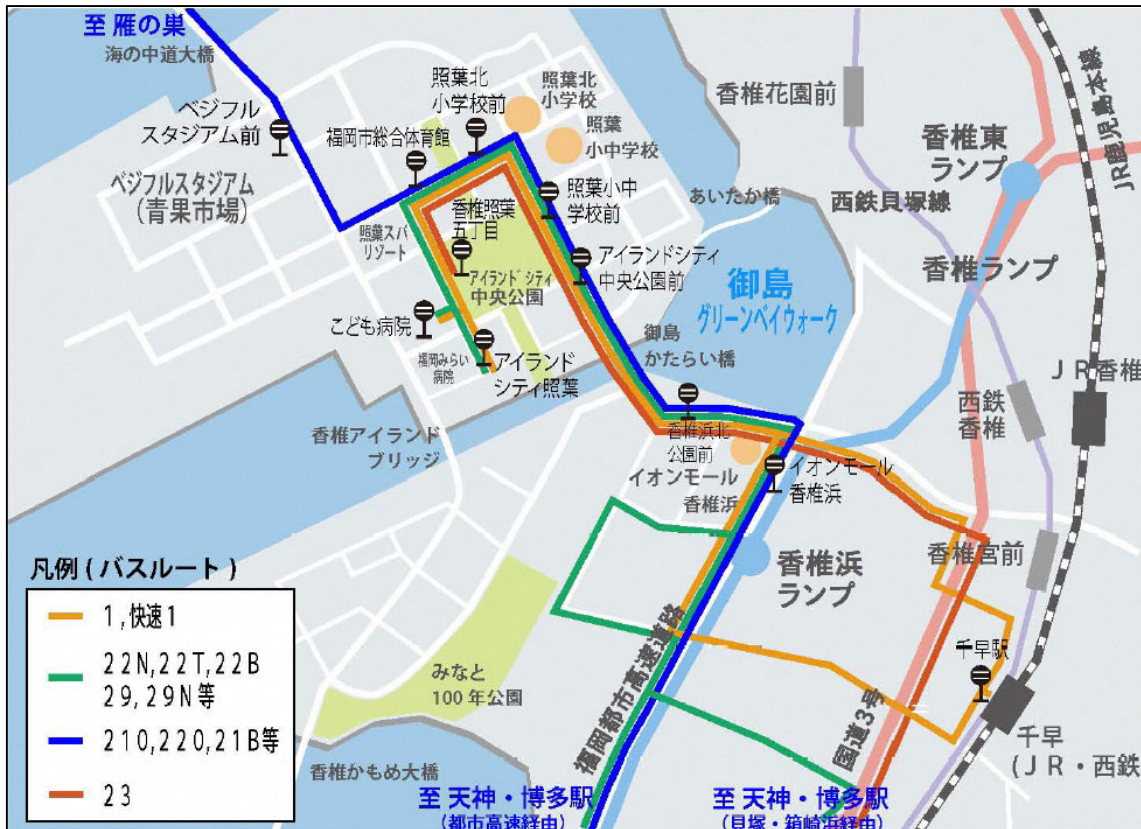 至 雁の巣
海の中道大橋
ベジフル
スタジアム前
福岡市総合体育館
照葉北
小学校前
照葉北
小学校
照葉
小中学校
香椎花園前
香椎東
ランプ
JR鹿児島本線
ベジフルスタジアム
(青果市場)
照葉スパ
リゾート
香椎照葉
五丁目
照葉小中
学校前
あいたか橋
西鉄貝塚線
アイランドシティ
中央公園
アイランドシティ
中央公園前
御島
グリーンベイウォーク
香椎ランプ
こども病院
福岡みらい
病院
アイランド
シティ照葉
御島
かたらい橋
JR香椎
西鉄
香椎
香椎アイランド
ブリッジ
香椎浜北
公園前
イオンモール
香椎浜
イオンモール
香椎浜
香椎浜
ランプ
香椎宮前
凡例(バスルート)
1,快速1
22N,22T,22B
29,29N等
210,220,21B等
23
みなと
100年公園
福岡都市高速道路
千早駅
国道3号
千早
(JR・西鉄
香椎かもめ大橋
至 天神・博多駅
(都市高速経由)
至 天神・博多駅
(貝塚・箱崎浜経由)